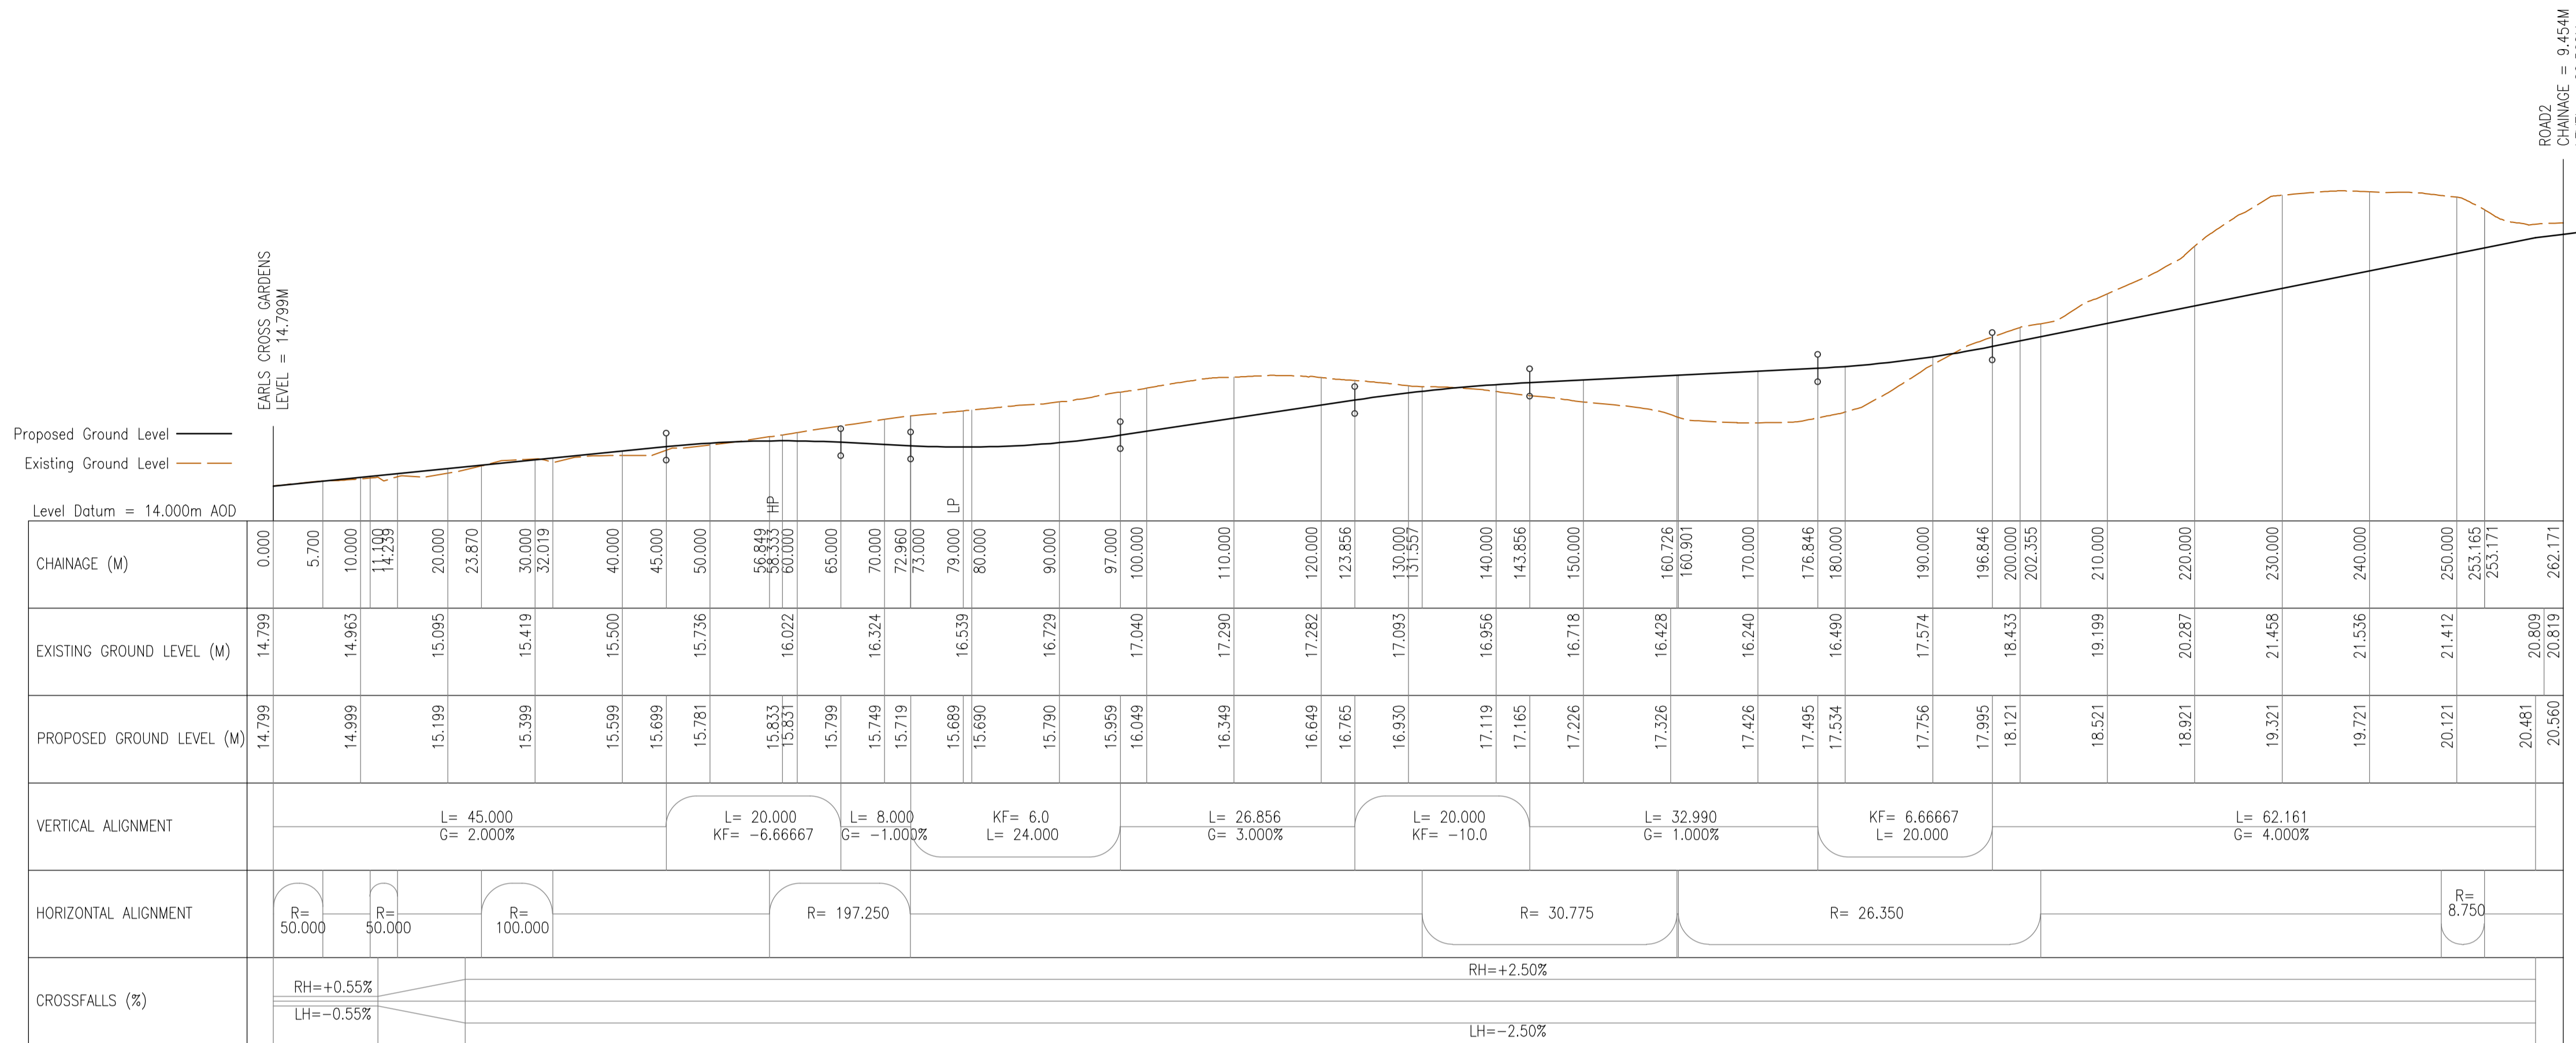 ROAD2
CHAINAGE = 9.454M
EARLS CROSS GARDENS
LEVEL = 14.799M
Proposed Ground Level
Existing Ground Level
Level Datum = 14.000m AOD
HP
LP
CHAINAGE (M)
0.000 5.700 10.000 11.100 14.239 20.000 23.870 30.000 32.019 40.000 45.000 50.000 56.849 58.333 60.000 65.000 70.000 72.960 73.000 79.000 80.000 90.000 97.000 100.000 110.000 120.000 123.856 130.000 131.557 140.000 143.856 150.000 160.726 160.901 170.000 176.846 180.000 190.000 196.846 200.000 202.355 210.000 220.000 230.000 240.000 250.000 253.165 253.171 262.171
EXISTING GROUND LEVEL (M)
14.799 14.963 15.095 15.419 15.500 15.736 16.022 16.324 16.539 16.729 17.040 17.290 17.282 17.093 16.956 16.718 16.428 16.240 16.490 17.574 18.433 19.199 20.287 21.458 21.536 21.412 20.809 20.819
PROPOSED GROUND LEVEL (M)
14.799 14.999 15.199 15.399 15.599 15.699 15.781 15.833 15.831 15.799 15.749 15.719 15.689 15.690 15.790 15.959 16.049 16.349 16.649 16.765 16.930 17.119 17.165 17.226 17.326 17.426 17.495 17.534 17.756 17.995 18.121 18.521 18.921 19.321 19.721 20.121 20.481 20.560
VERTICAL ALIGNMENT
L= 45.000
G= 2.000%
L= 20.000
KF= -6.66667
L= 8.000
G= -1.000%
KF= 6.0
L= 24.000
L= 26.856
G= 3.000%
L= 20.000
KF= -10.0
L= 32.990
G= 1.000%
KF= 6.66667
L= 20.000
L= 62.161
G= 4.000%
HORIZONTAL ALIGNMENT
R=
50.000
R=
50.000
R=
100.000
R= 197.250
R= 30.775
R= 26.350
R=
8.750
CROSSFALLS (%)
RH=+0.55%
LH=-0.55%
RH=+2.50%
LH=-2.50%